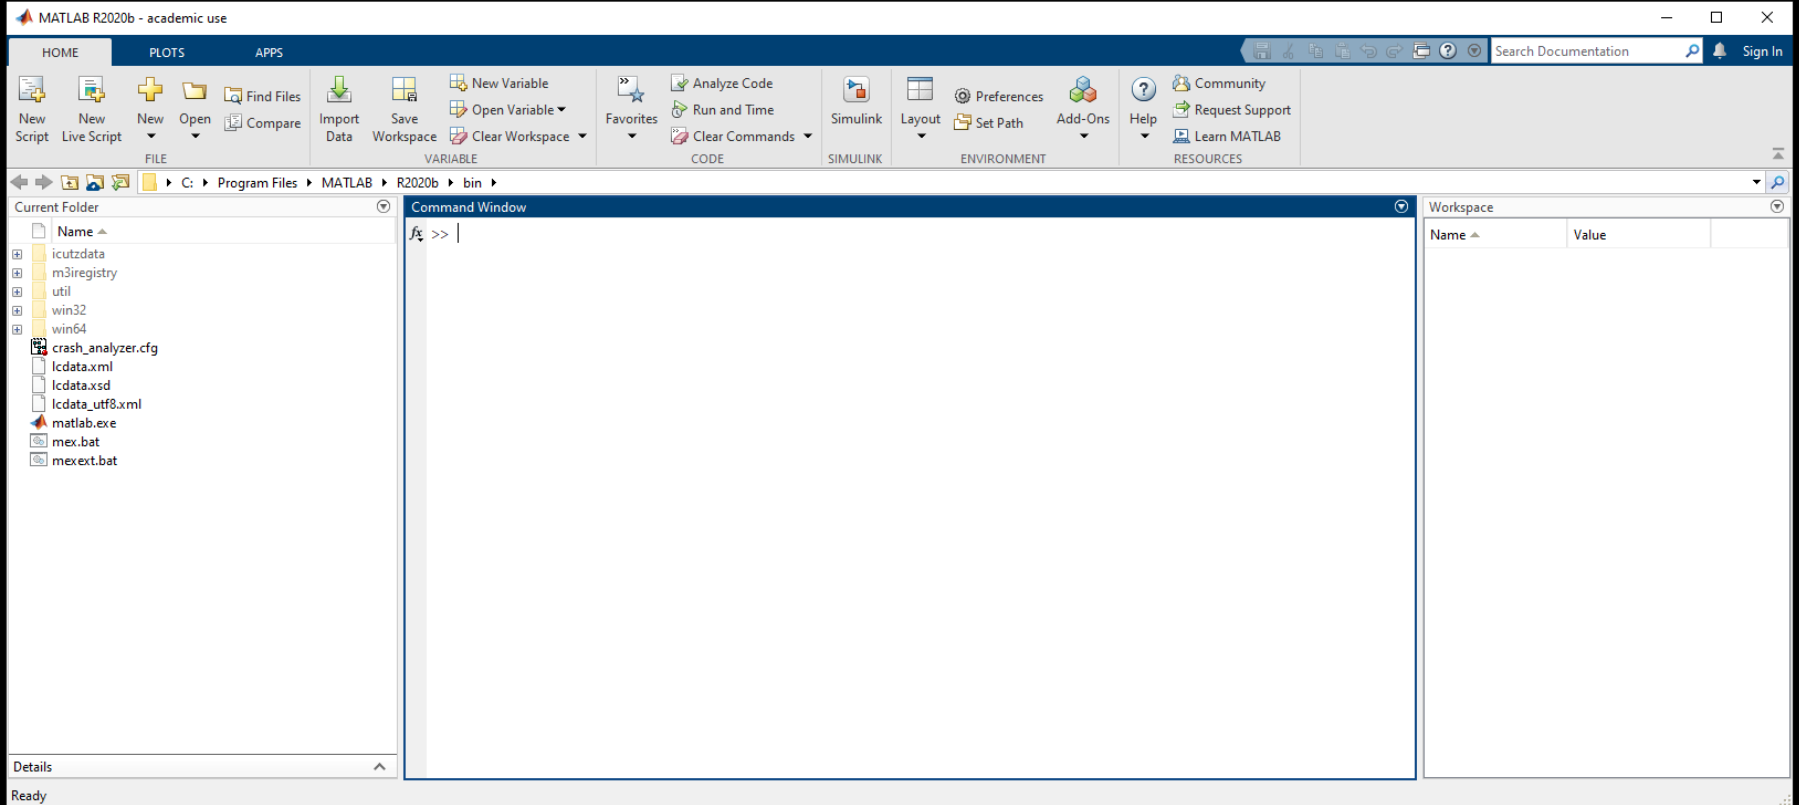 MATLAB R2020b - academic use
HOME PLOTS APPS
Search Documentation
Sign In
New Script
New Live Script
New
Open
Find Files
Compare
FILE
Import Data
Save Workspace
New Variable
Open Variable
Clear Workspace
VARIABLE
Favorites
Analyze Code
Run and Time
Clear Commands
CODE
Simulink
SIMULINK
Layout
Preferences
Set Path
Add-Ons
ENVIRONMENT
Help
Community
Request Support
Learn MATLAB
RESOURCES
C: Program Files MATLAB R2020b bin
Current Folder
Name
icutzdata
m3iregistry
util
win32
win64
crash_analyzer.cfg
lcdata.xml
lcdata.xsd
lcdata_utf8.xml
matlab.exe
mex.bat
mexext.bat
Details
Command Window
fx >>
Workspace
Name Value
Ready